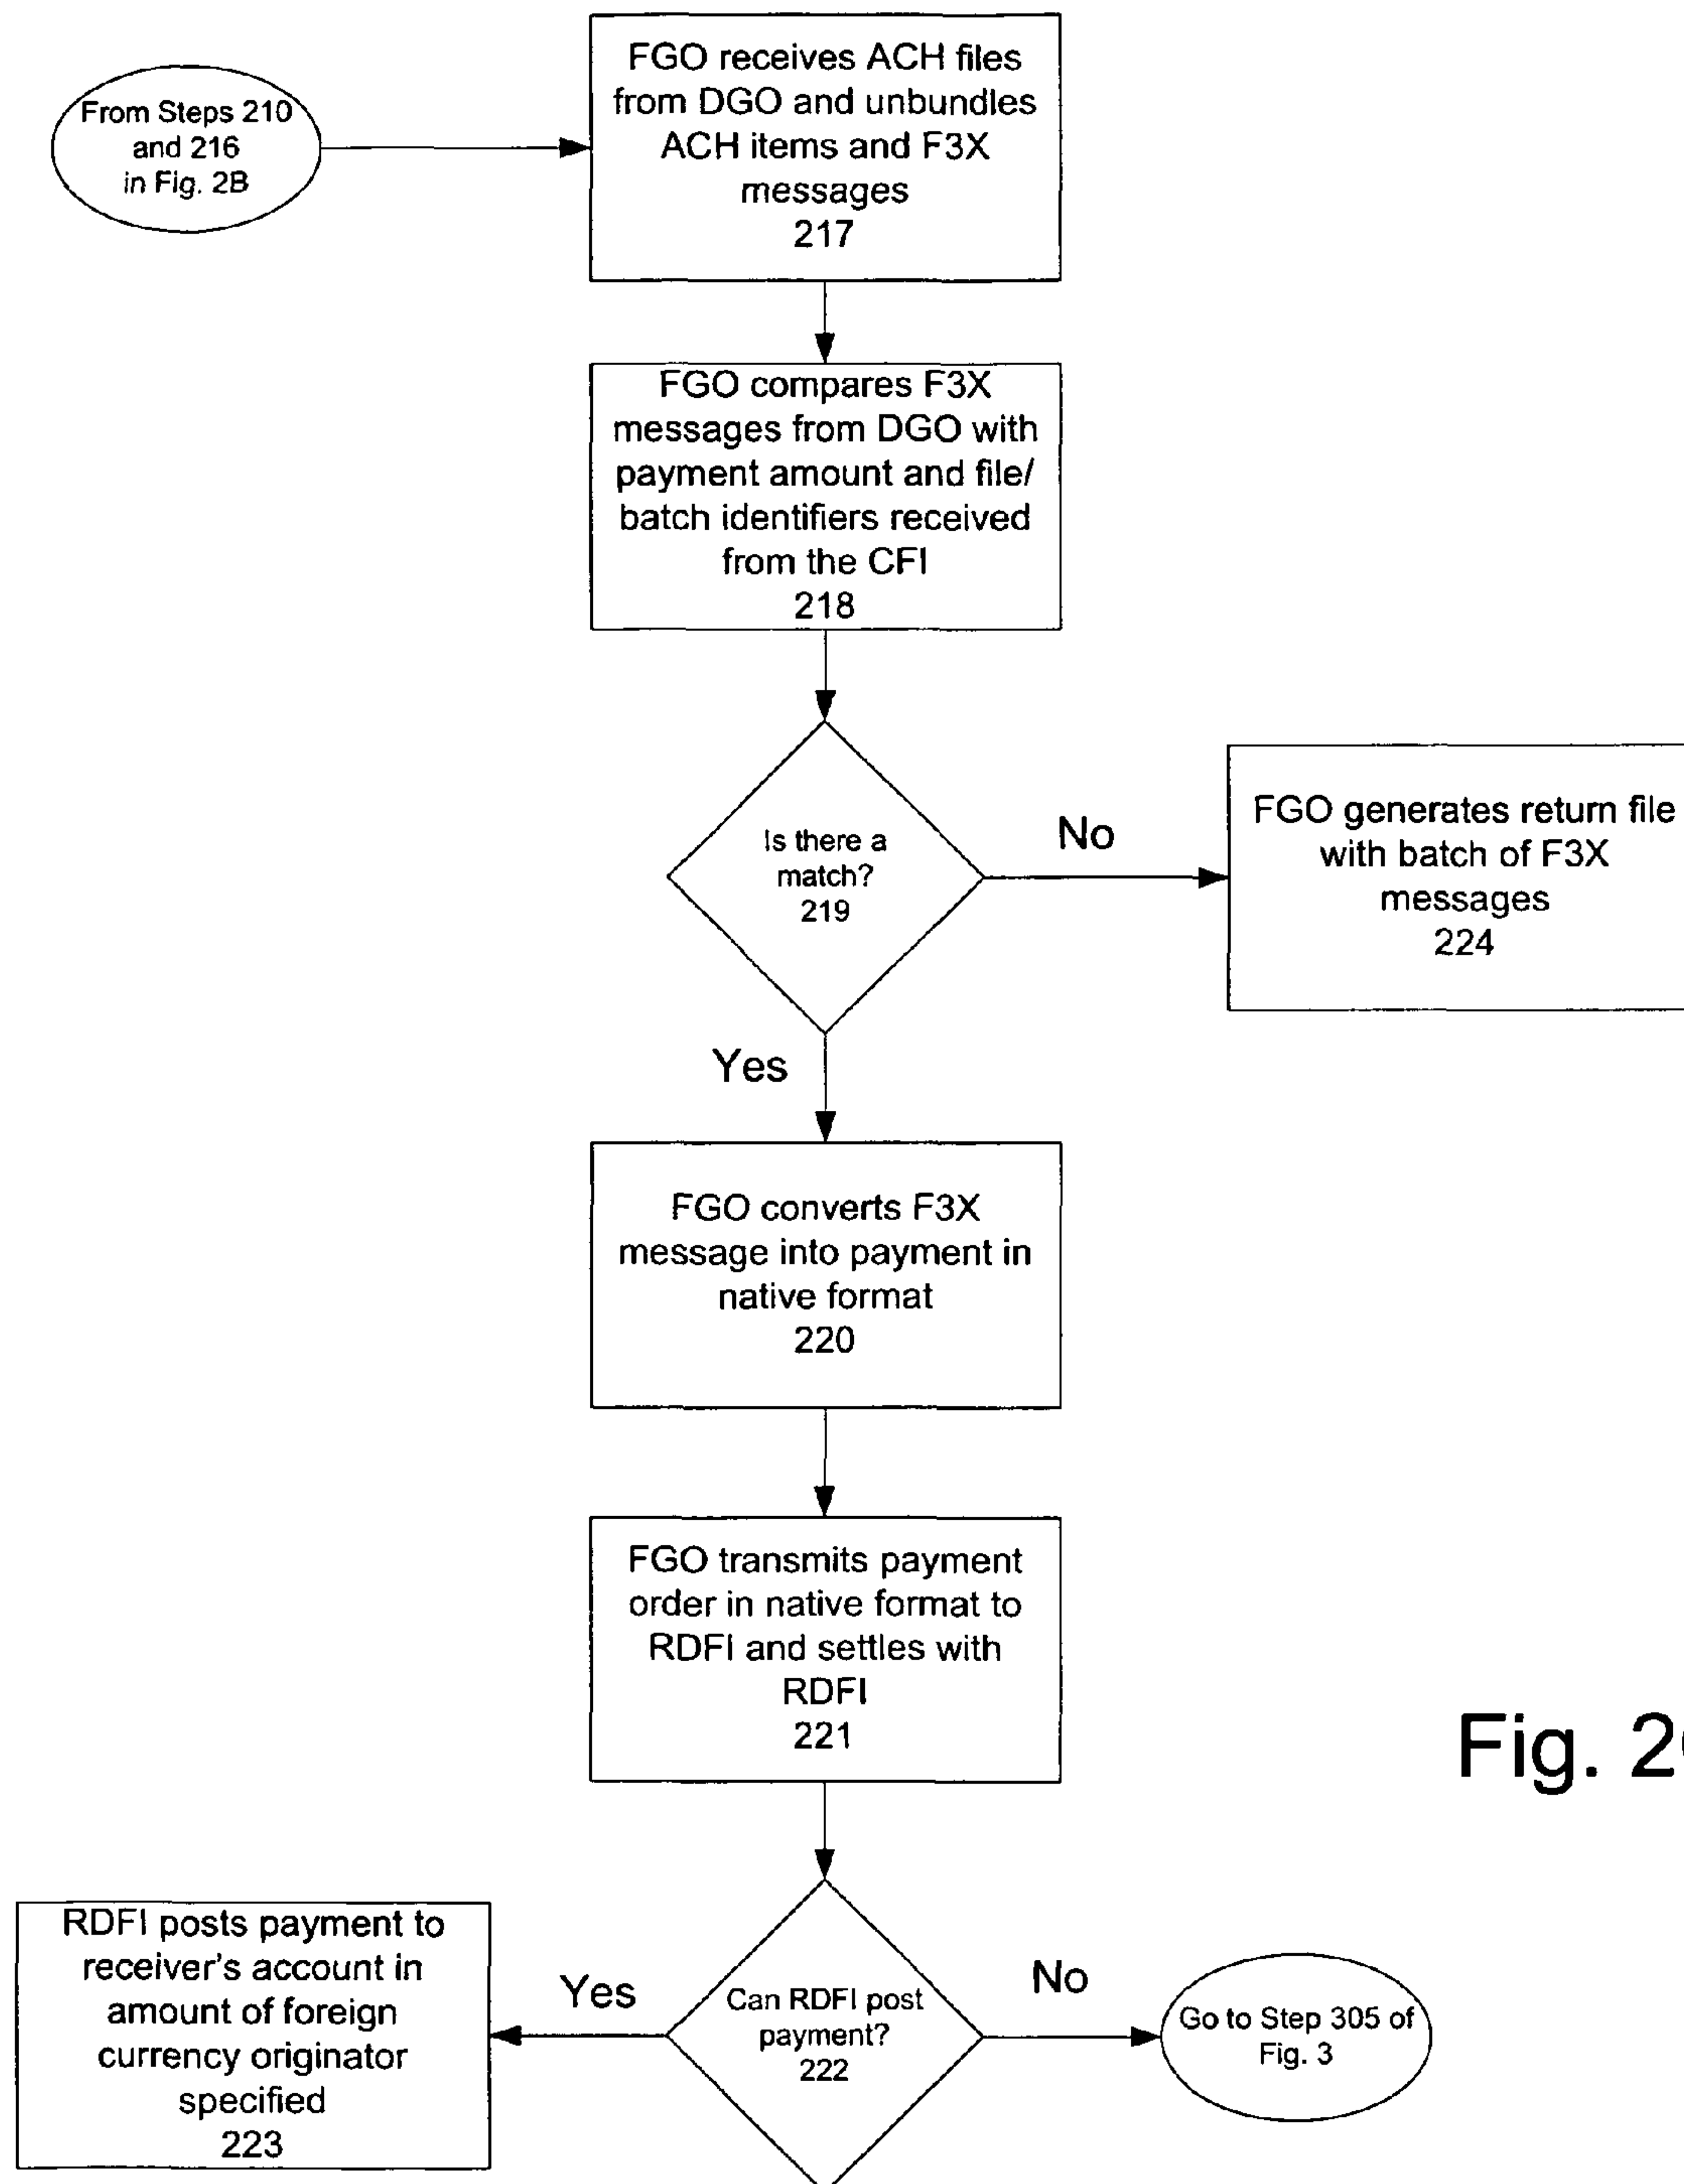 From Steps 210
and 216
in Fig. 2B
FGO receives ACH files
from DGO and unbundles
ACH items and F3X
messages
217
FGO compares F3X
messages from DGO with
payment amount and file/
batch identifiers received
from the CFI
218
Is there a
match?
219
No
FGO generates return file
with batch of F3X
messages
224
Yes
FGO converts F3X
message into payment in
native format
220
FGO transmits payment
order in native format to
RDFI and settles with
RDFI
221
Fig.
Can RDFI post
payment?
222
Yes
RDFI posts payment to
receiver's account in
amount of foreign
currency originator
specified
223
No
Go to Step 305 of
Fig. 3